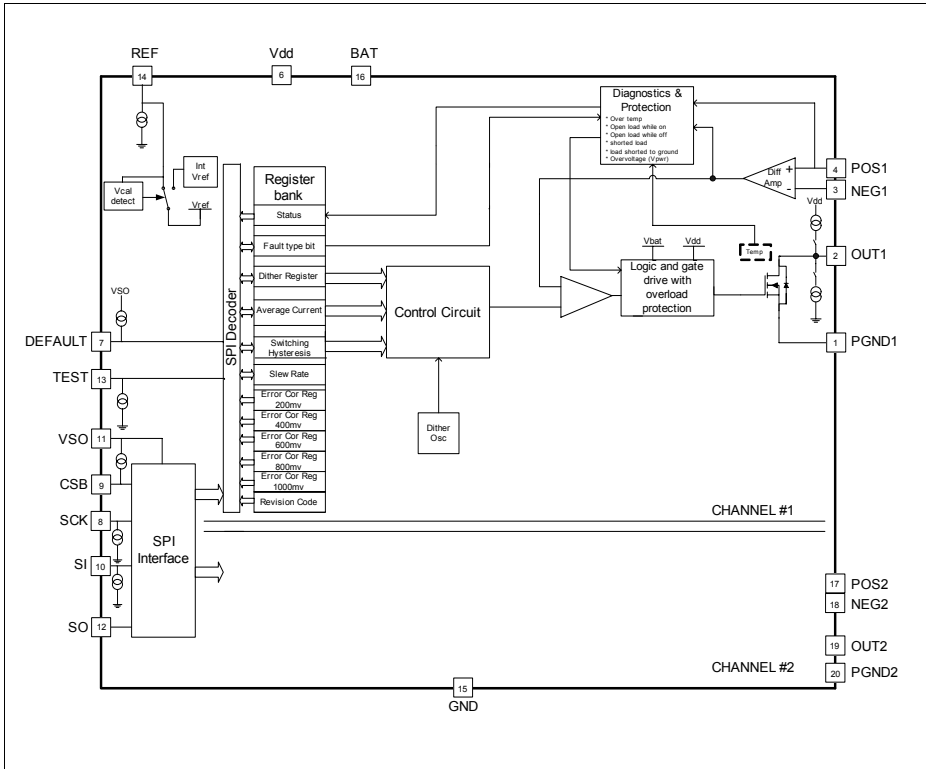 REF
Vdd
BAT
14
6
16
Diagnostics &
Protection
* Over temp
* Open load while on
* Open load while off
* shorted load
* load shorted to ground
* Overvoltage (Vpwr)
Int
Vref
Vcal
detect
Vref
SPI Decoder
Register
bank
Status
Fault type bit
Dither Register
Average Current
Switching
Hysteresis
Slew Rate
Error Cor Reg
200mv
Error Cor Reg
400mv
Error Cor Reg
600mv
Error Cor Reg
800mv
Error Cor Reg
1000mv
Revision Code
Control Circuit
Dither
Osc
Diff
Amp
+
-
4
POS1
3
NEG1
Vdd
Temp
2
OUT1
Vbat
Vdd
Logic and gate
drive with
overload
protection
1
PGND1
VSO
DEFAULT
7
TEST
13
VSO
11
CSB
9
SCK
8
SI
10
SO
12
SPI
Interface
CHANNEL #1
17
POS2
18
NEG2
19
OUT2
CHANNEL #2
20
PGND2
15
GND